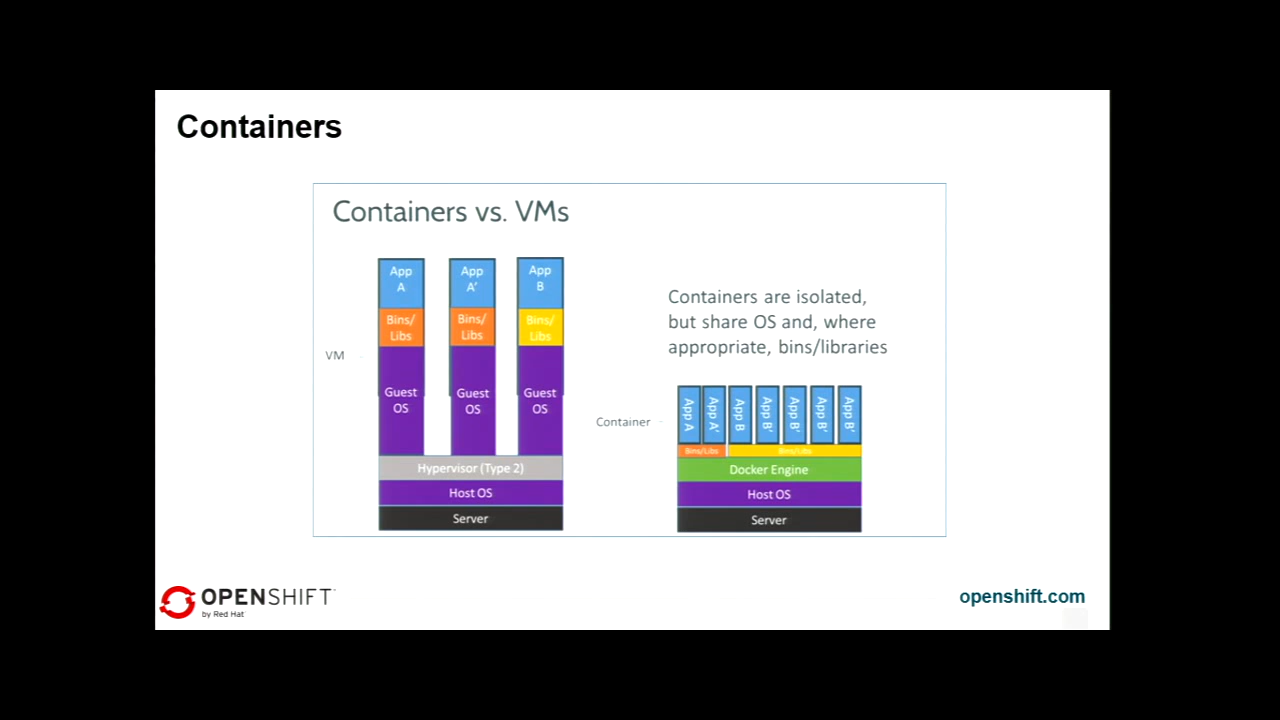 Containers
Containers vs. VMs
App
A
App
A'
App
B
Bins/
Libs
Bins/
Libs
Bins/
Libs
VM
Guest
OS
Guest
OS
Guest
OS
Hypervisor (Type 2)
Host OS
Server
Containers are isolated,
but share OS and, where
appropriate, bins/libraries
Container
App A
App A'
App B
App B'
App B'
App B'
App B'
Bins/Libs
Bins/Libs
Docker Engine
Host OS
Server
OPENSHIFT
by Red Hat
openshift.com